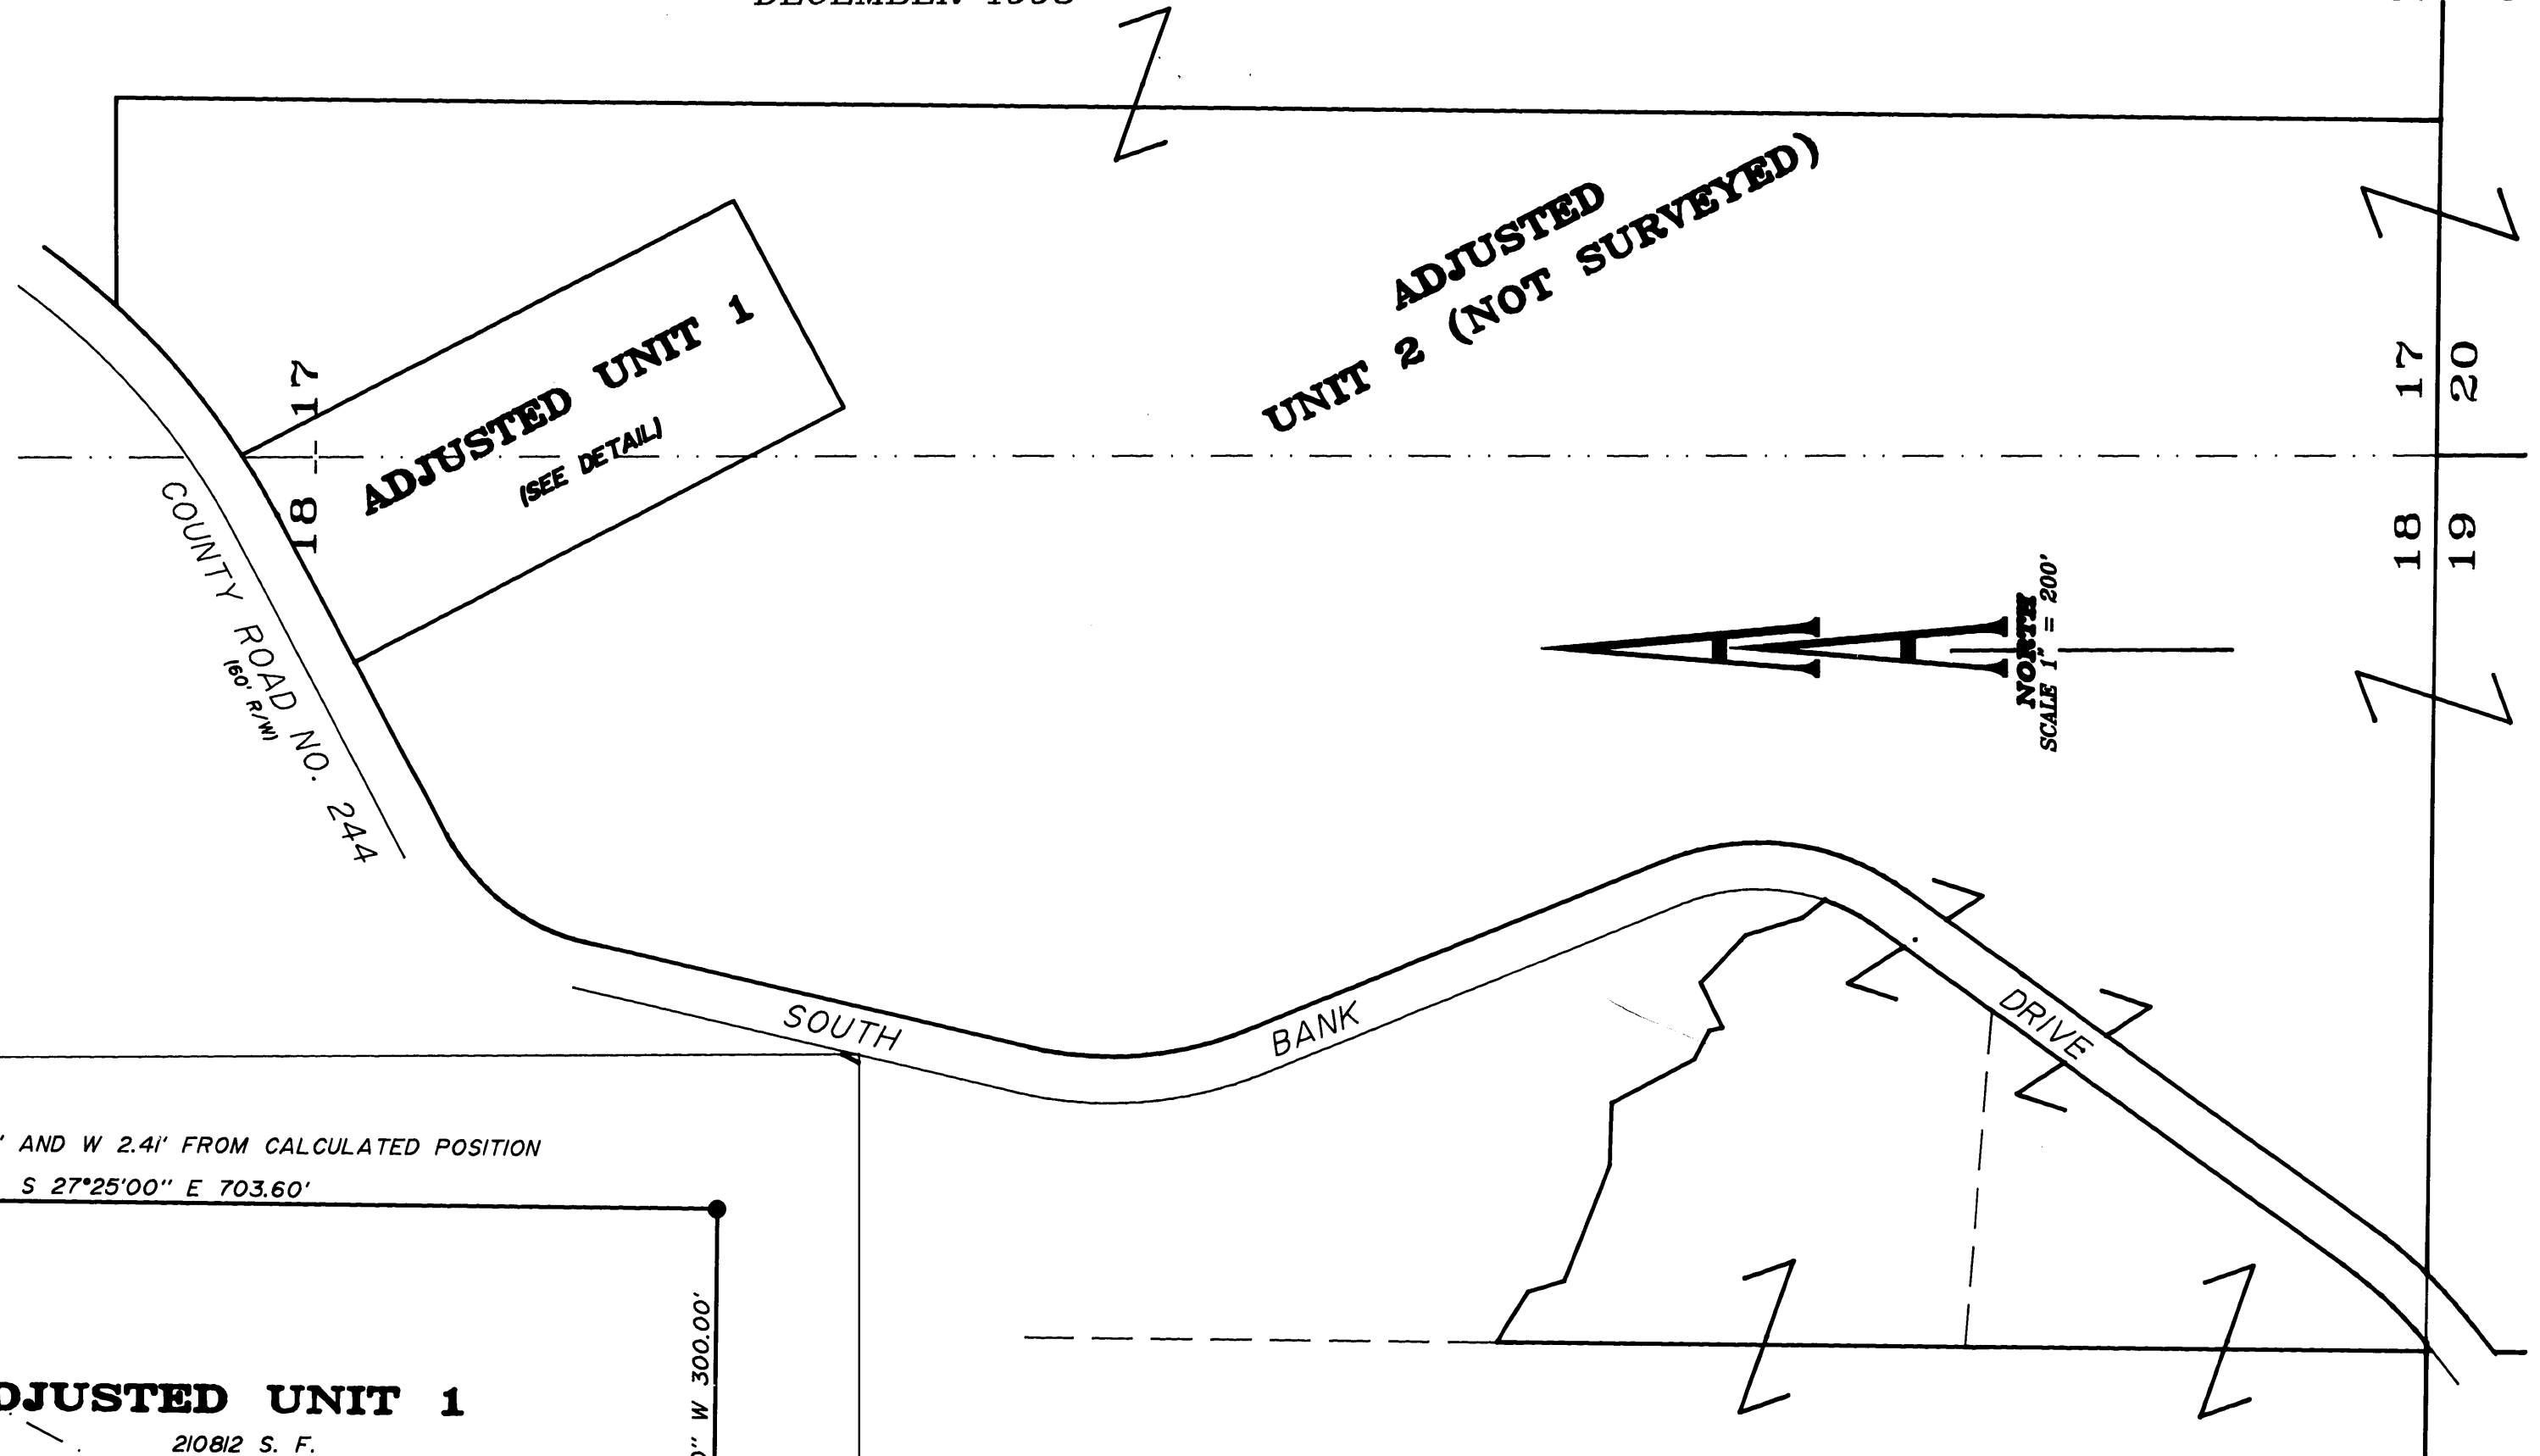 ADJUSTED
UNIT 2 (NOT SURVEYED)
ADJUSTED UNIT 1
(SEE DETAIL)
17
18
17
20
18
19
COUNTY ROAD NO. 244
(60' R/W)
NORTH
SCALE 1" = 200'
SOUTH BANK DRIVE
' AND W 2.41' FROM CALCULATED POSITION
S 27°25'00" E 703.60'
" W 300.00'
DJUSTED UNIT 1
210812 S. F.